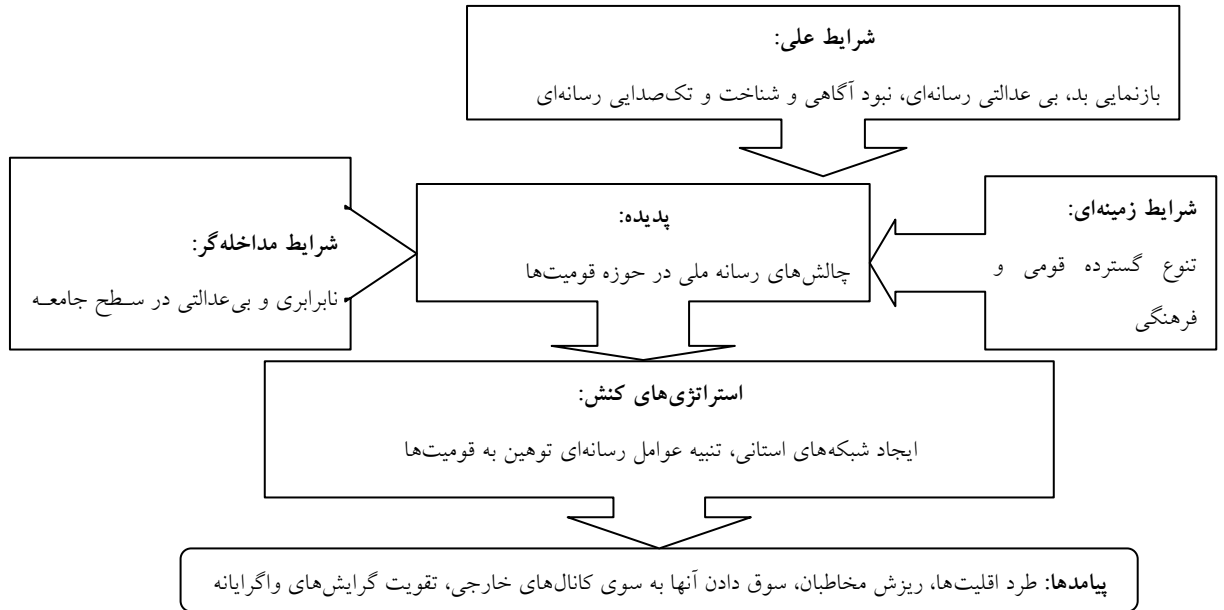 شرایط علی:
بازنمایی بد، بی عدالتی رسانه‌ای، نبود آگاهی و شناخت و تک‌صدایی رسانه‌ای
شرایط زمینه‌ای:
تنوع گسترده قومی و
فرهنگی
پدیده:
چالش‌های رسانه ملی در حوزه قومیت‌ها
شرایط مداخله‌گر:
نابرابری و بی‌عدالتی در سطح جامعه
استراتژی‌های کنش:
ایجاد شبکه‌های استانی، تنبیه عوامل رسانه‌ای توهین به قومیت‌ها
پیامدها: طرد اقلیت‌ها، ریزش مخاطبان، سوق دادن آنها به سوی کانال‌های خارجی، تقویت گرایش‌های واگرایانه